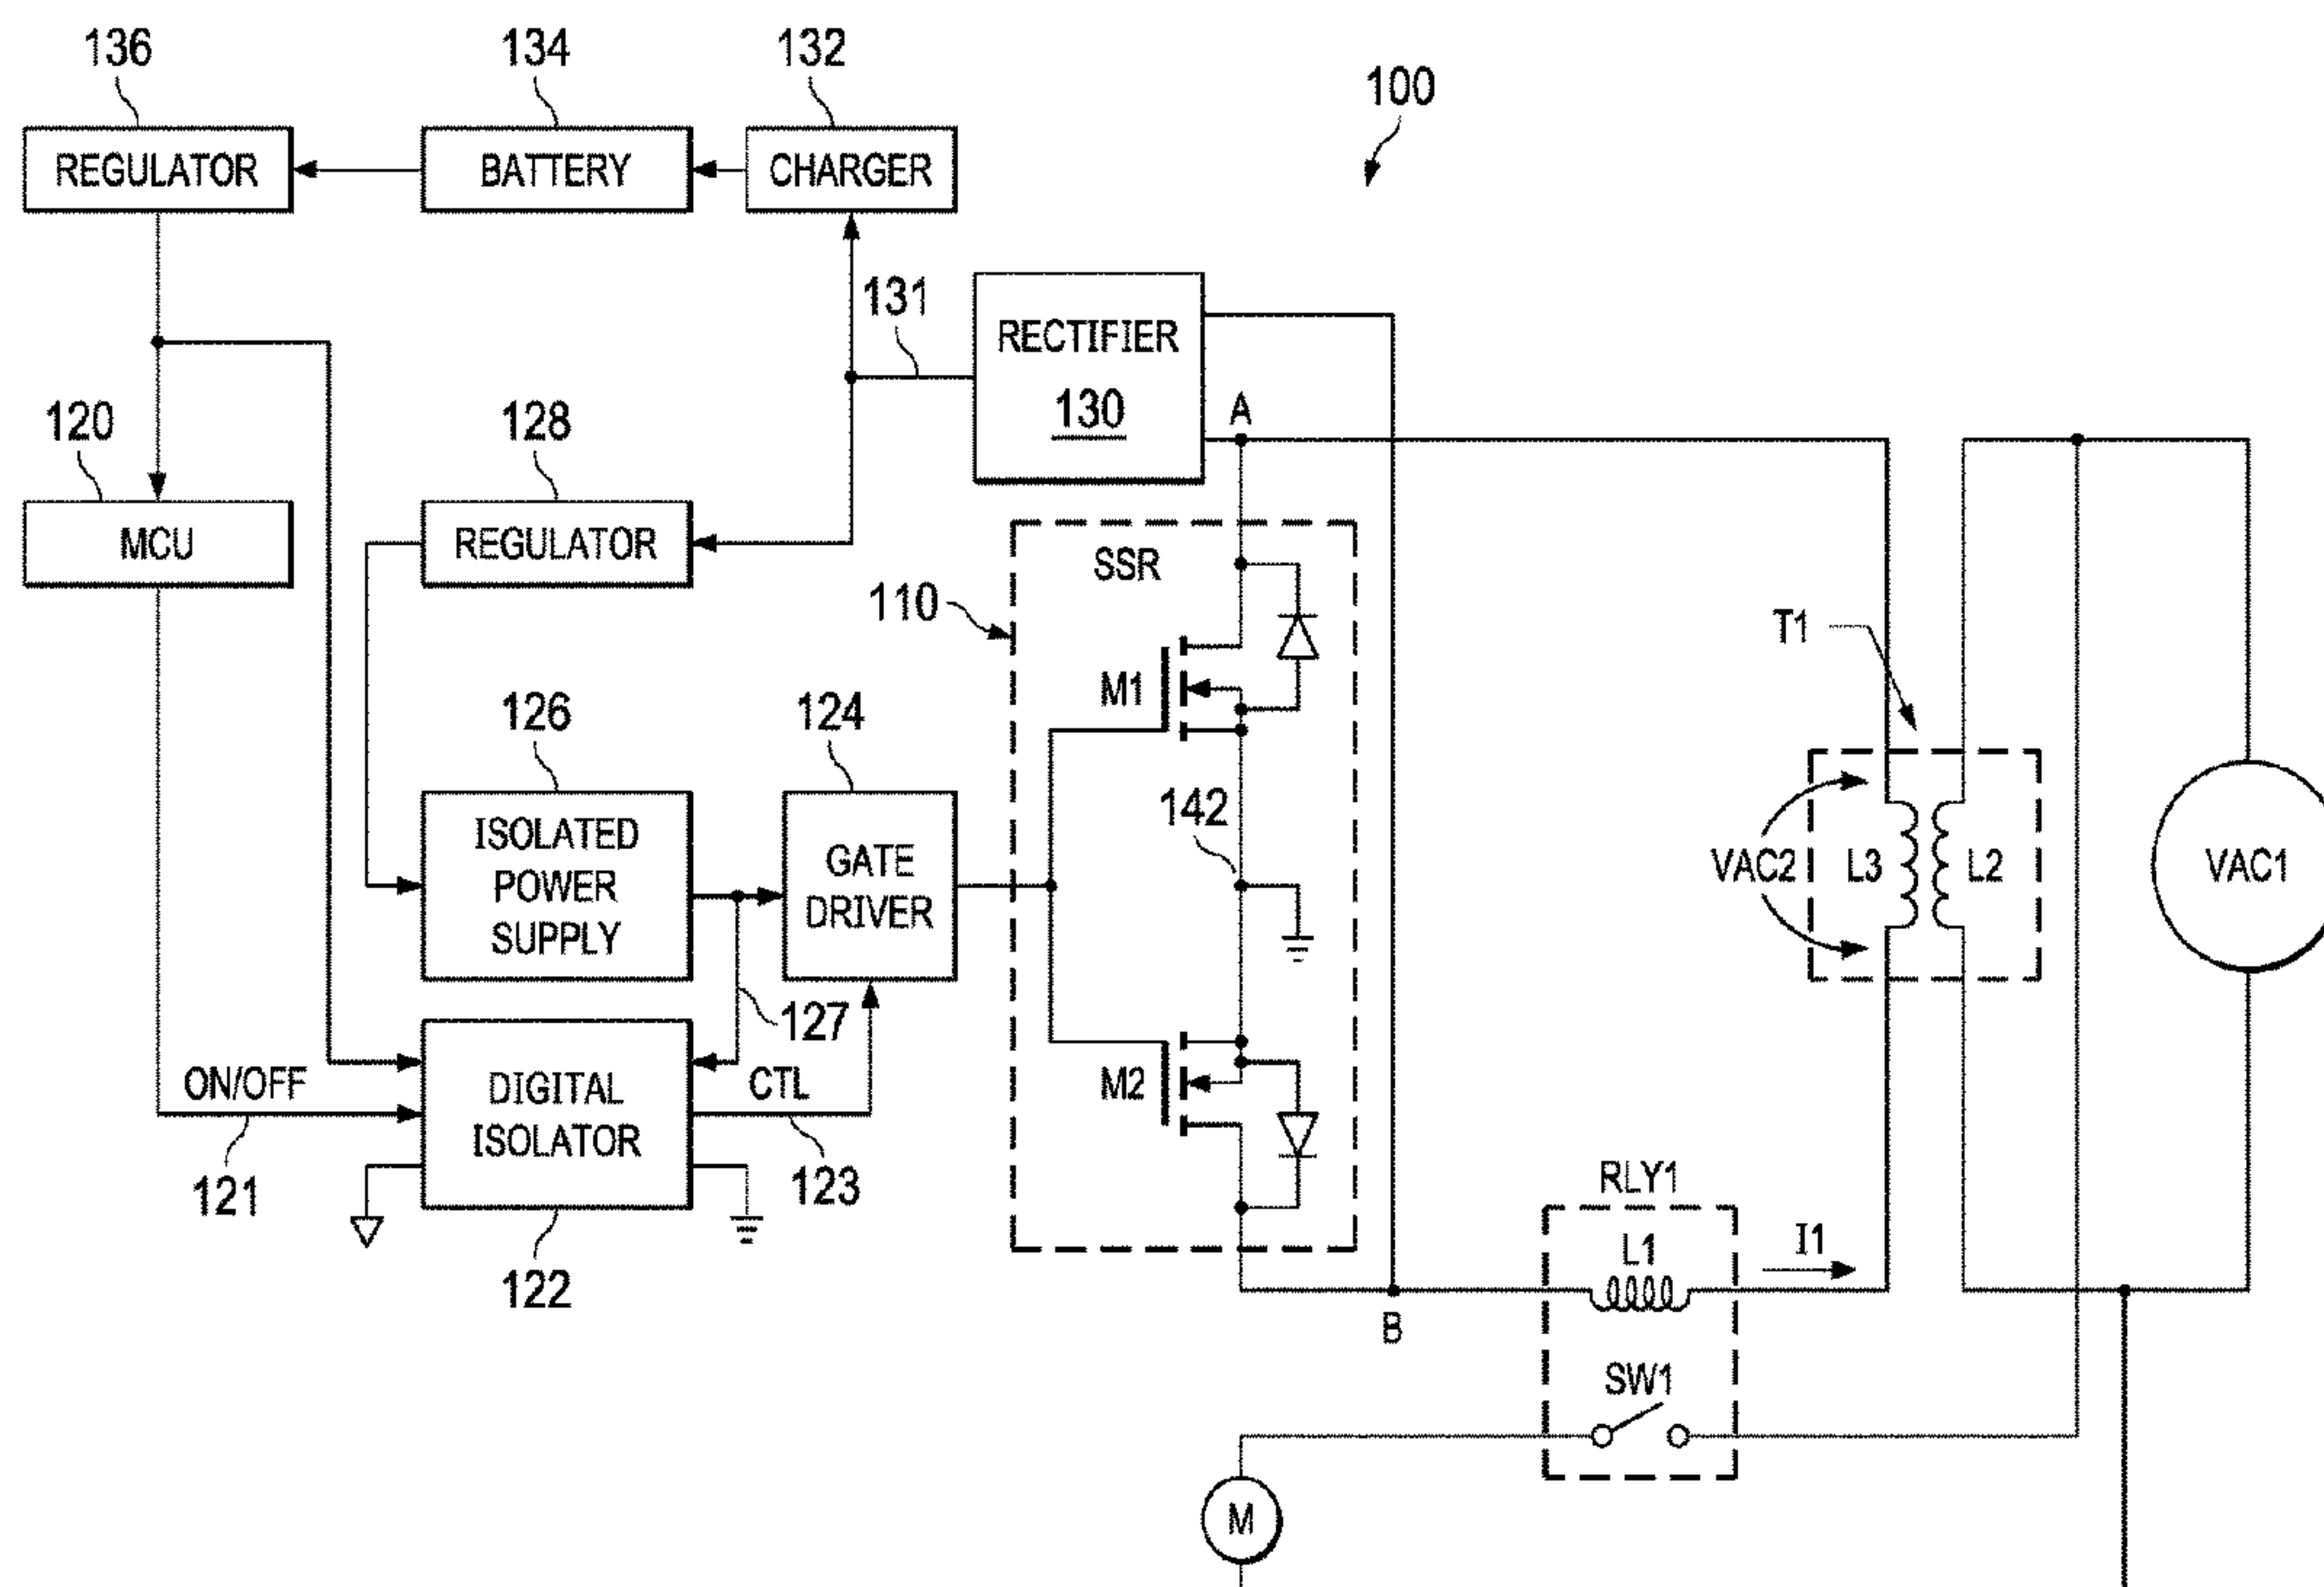 136
134
132
100
REGULATOR
BATTERY
CHARGER
131
RECTIFIER
130
A
120
128
MCU
REGULATOR
SSR
110
T1
M1
126
124
142
ISOLATED
POWER
SUPPLY
GATE
DRIVER
VAC2
L3
L2
VAC1
127
ON/OFF
CTL
M2
DIGITAL
ISOLATOR
121
123
RLY1
L1
I1
122
B
SW1
M